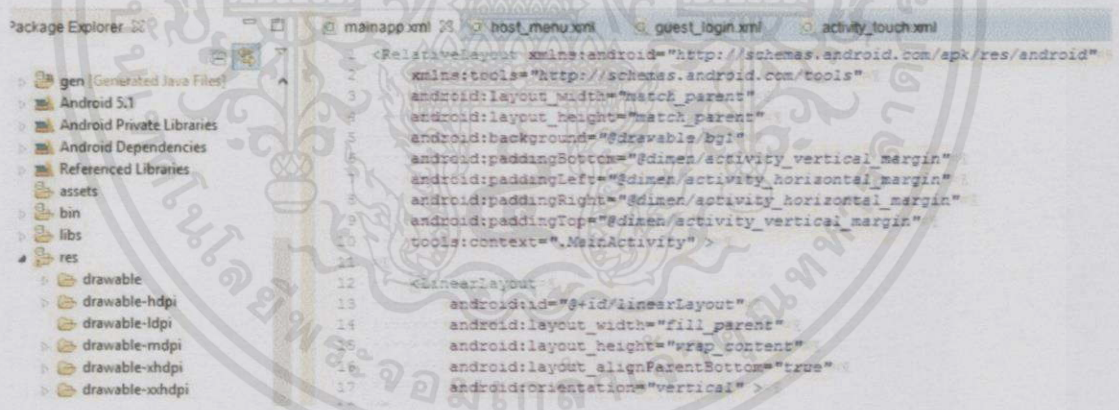 Package Explorer
gen [Generated Java Files]
Android 5.1
Android Private Libraries
Android Dependencies
Referenced Libraries
assets
bin
libs
res
drawable
drawable-hdpi
drawable-ldpi
drawable-mdpi
drawable-xhdpi
drawable-xxhdpi
mainapp.xml host_menu.xml guest_login.xml activity_touch.xml
1 <RelativeLayout xmlns:android="http://schemas.android.com/apk/res/android"
2 xmlns:tools="http://schemas.android.com/tools"
3 android:layout_width="match_parent"
4 android:layout_height="match_parent"
5 android:background="@drawable/bg1"
6 android:paddingBottom="@dimen/activity_vertical_margin"
7 android:paddingLeft="@dimen/activity_horizontal_margin"
8 android:paddingRight="@dimen/activity_horizontal_margin"
9 android:paddingTop="@dimen/activity_vertical_margin"
10 tools:context=".MainActivity" >
11
12 <LinearLayout
13 android:id="@+id/linearLayout"
14 android:layout_width="fill_parent"
15 android:layout_height="wrap_content"
16 android:layout_alignParentBottom="true"
17 android:orientation="vertical" >